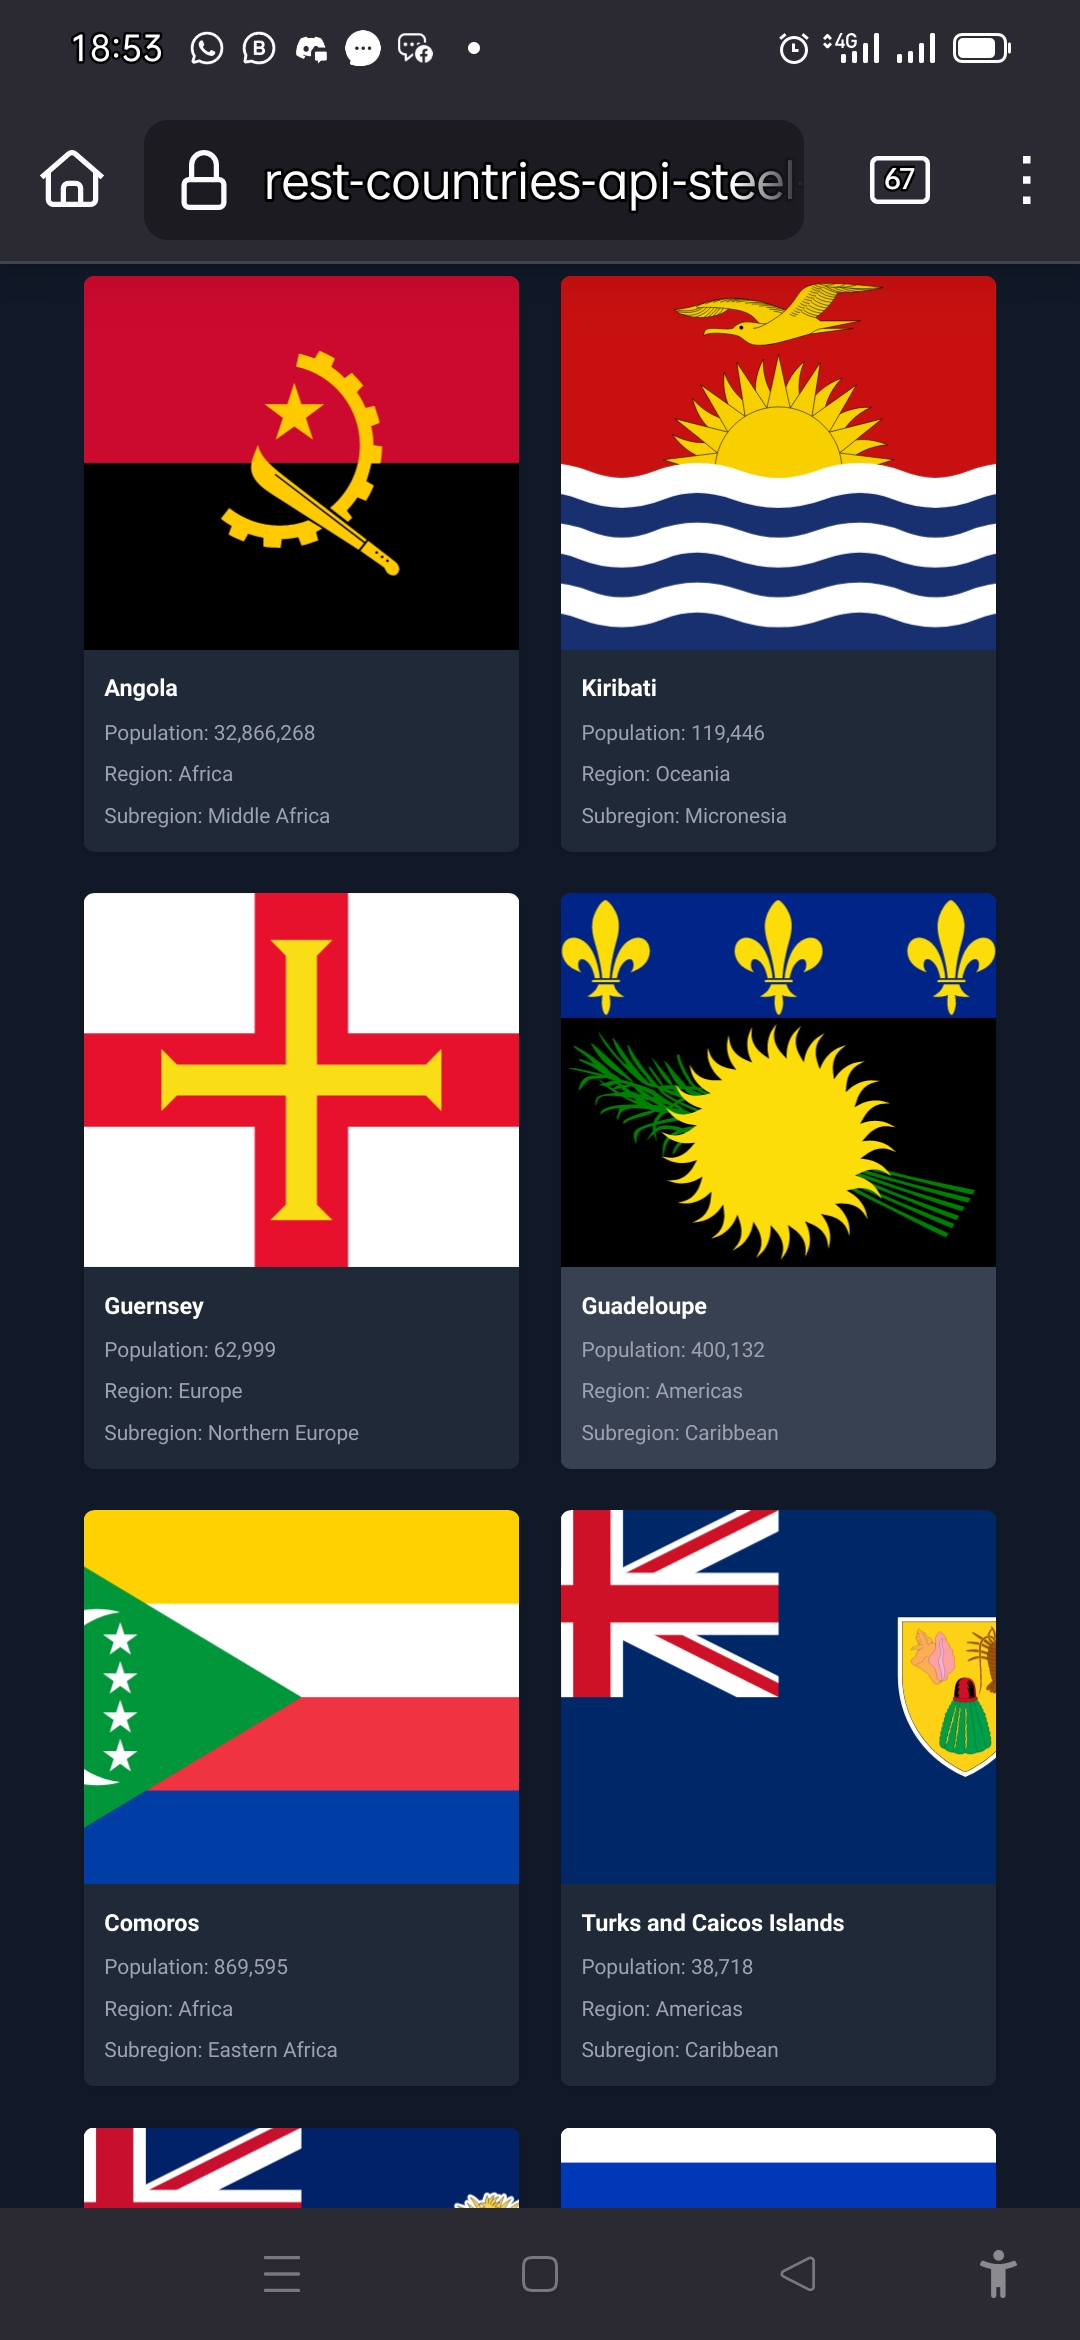 18:53
4G
rest-countries-api-steel
67
Angola
Population: 32,866,268
Region: Africa
Subregion: Middle Africa
Kiribati
Population: 119,446
Region: Oceania
Subregion: Micronesia
Guernsey
Population: 62,999
Region: Europe
Subregion: Northern Europe
Guadeloupe
Population: 400,132
Region: Americas
Subregion: Caribbean
Comoros
Population: 869,595
Region: Africa
Subregion: Eastern Africa
Turks and Caicos Islands
Population: 38,718
Region: Americas
Subregion: Caribbean